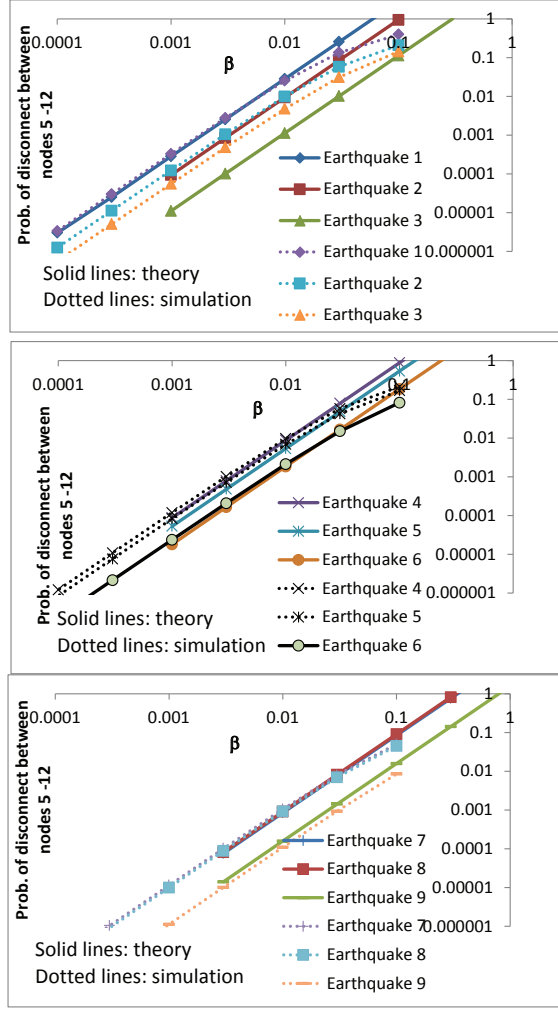 0.0001 0.001 0.01 0.1 1
β
Prob. of disconnect between
nodes 5 -12
1
0.1
0.01
0.001
0.0001
0.00001
0.000001
Earthquake 1
Earthquake 2
Earthquake 3
Earthquake 1
Earthquake 2
Earthquake 3
Solid lines: theory
Dotted lines: simulation
0.0001 0.001 0.01 0.1 1
β
Prob. of disconnect between
nodes 5 -12
1
0.1
0.01
0.001
0.0001
0.00001
0.000001
Earthquake 4
Earthquake 5
Earthquake 6
Earthquake 4
Earthquake 5
Earthquake 6
Solid lines: theory
Dotted lines: simulation
0.0001 0.001 0.01 0.1 1
β
Prob. of disconnect between
nodes 5 -12
1
0.1
0.01
0.001
0.0001
0.00001
0.000001
Earthquake 7
Earthquake 8
Earthquake 9
Earthquake 7
Earthquake 8
Earthquake 9
Solid lines: theory
Dotted lines: simulation